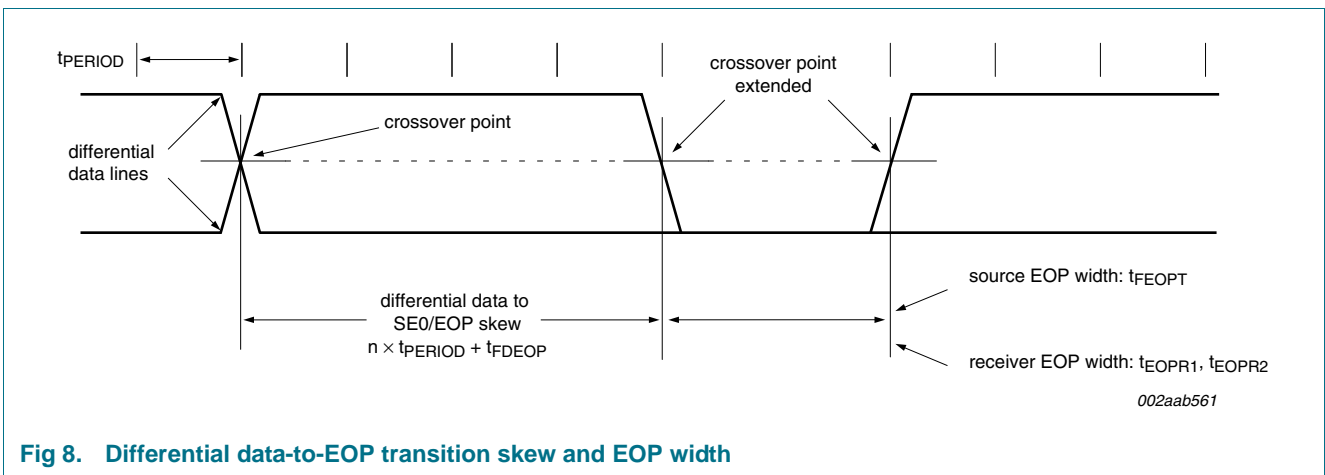 tPERIOD
crossover point
extended
crossover point
differential
data lines
source EOP width: tFEOPT
differential data to
SE0/EOP skew
n × tPERIOD + tFDEOP
receiver EOP width: tEOPR1, tEOPR2
002aab561
Fig 8. Differential data-to-EOP transition skew and EOP width